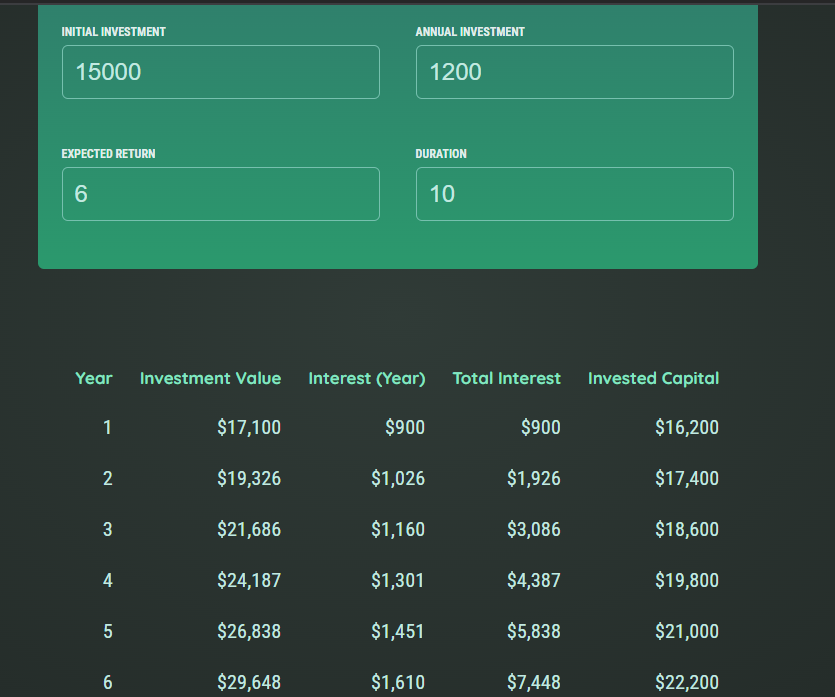 INITIAL INVESTMENT ANNUAL INVESTMENT
15000 1200
EXPECTED RETURN DURATION
6 10
Year Investment Value Interest (Year) Total Interest Invested Capital
1 $17,100 $900 $900 $16,200
2 $19,326 $1,026 $1,926 $17,400
3 $21,686 $1,160 $3,086 $18,600
4 $24,187 $1,301 $4,387 $19,800
5 $26,838 $1,451 $5,838 $21,000
6 $29,648 $1,610 $7,448 $22,200